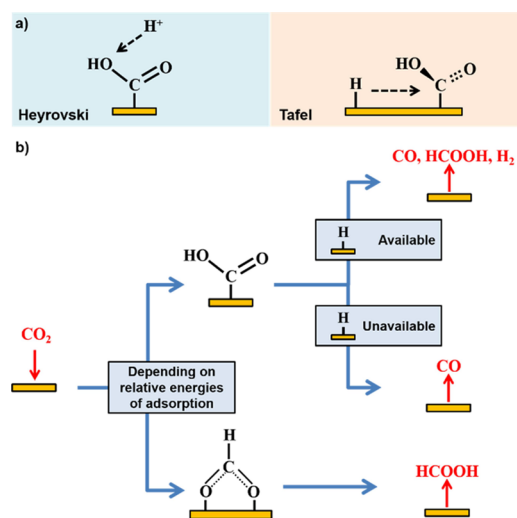 a)
H⁺
HO
O
C
Heyrovski
HO
O
H
C
Tafel
b)
CO, HCOOH, H₂
H
Available
HO
O
C
H
Unavailable
CO₂
Depending on
relative energies
of adsorption
CO
H
C
O
O
HCOOH